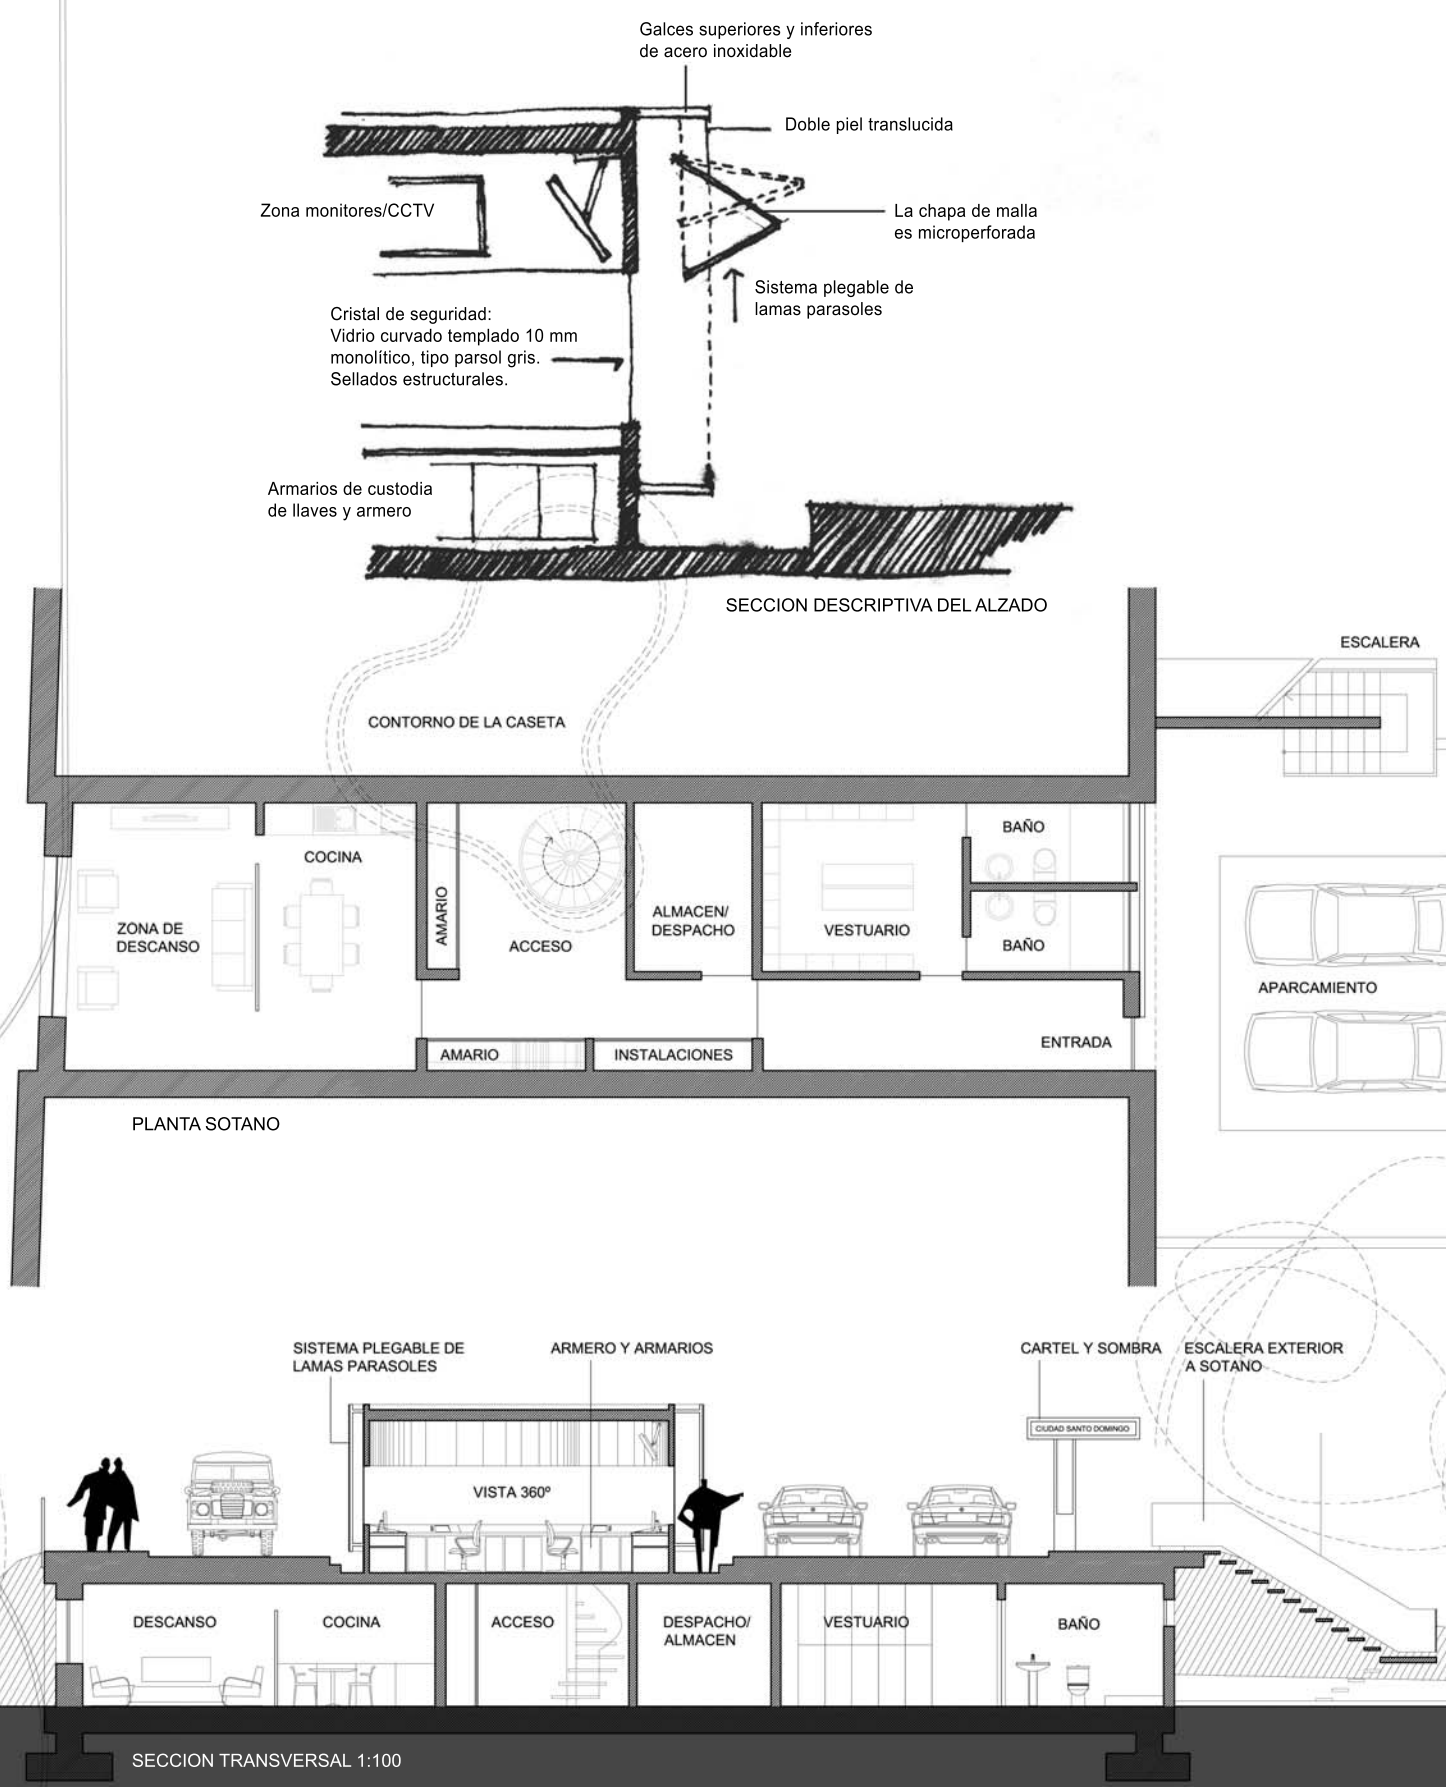 Galces superiores y inferiores
de acero inoxidable
Doble piel translucida
Zona monitores/CCTV
La chapa de malla
es microperforada
Sistema plegable de
lamas parasoles
Cristal de seguridad:
Vidrio curvado templado 10 mm
monolítico, tipo parsol gris.
Sellados estructurales.
Armarios de custodia
de llaves y armero
SECCION DESCRIPTIVA DEL ALZADO
ESCALERA
CONTORNO DE LA CASETA
COCINA
BAÑO
AMARIO
ZONA DE
DESCANSO
ACCESO
ALMACEN/
DESPACHO
VESTUARIO
BAÑO
APARCAMIENTO
AMARIO
INSTALACIONES
ENTRADA
PLANTA SOTANO
SISTEMA PLEGABLE DE
LAMAS PARASOLES
ARMERO Y ARMARIOS
CARTEL Y SOMBRA
ESCALERA EXTERIOR
A SOTANO
CIUDAD SANTO DOMINGO
VISTA 360º
DESCANSO
COCINA
ACCESO
DESPACHO/
ALMACEN
VESTUARIO
BAÑO
SECCION TRANSVERSAL 1:100